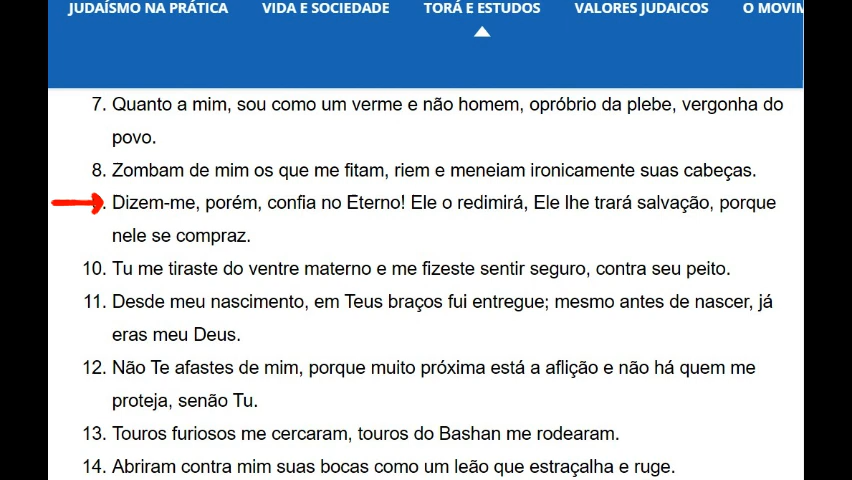 JUDAÍSMO NA PRÁTICA VIDA E SOCIEDADE TORÁ E ESTUDOS VALORES JUDAICOS O MOVIM
7. Quanto a mim, sou como um verme e não homem, opróbrio da plebe, vergonha do
povo.
8. Zombam de mim os que me fitam, riem e meneiam ironicamente suas cabeças.
. Dizem-me, porém, confia no Eterno! Ele o redimirá, Ele lhe trará salvação, porque
nele se compraz.
10. Tu me tiraste do ventre materno e me fizeste sentir seguro, contra seu peito.
11. Desde meu nascimento, em Teus braços fui entregue; mesmo antes de nascer, já
eras meu Deus.
12. Não Te afastes de mim, porque muito próxima está a aflição e não há quem me
proteja, senão Tu.
13. Touros furiosos me cercaram, touros do Bashan me rodearam.
14. Abriram contra mim suas bocas como um leão que estraçalha e ruge.